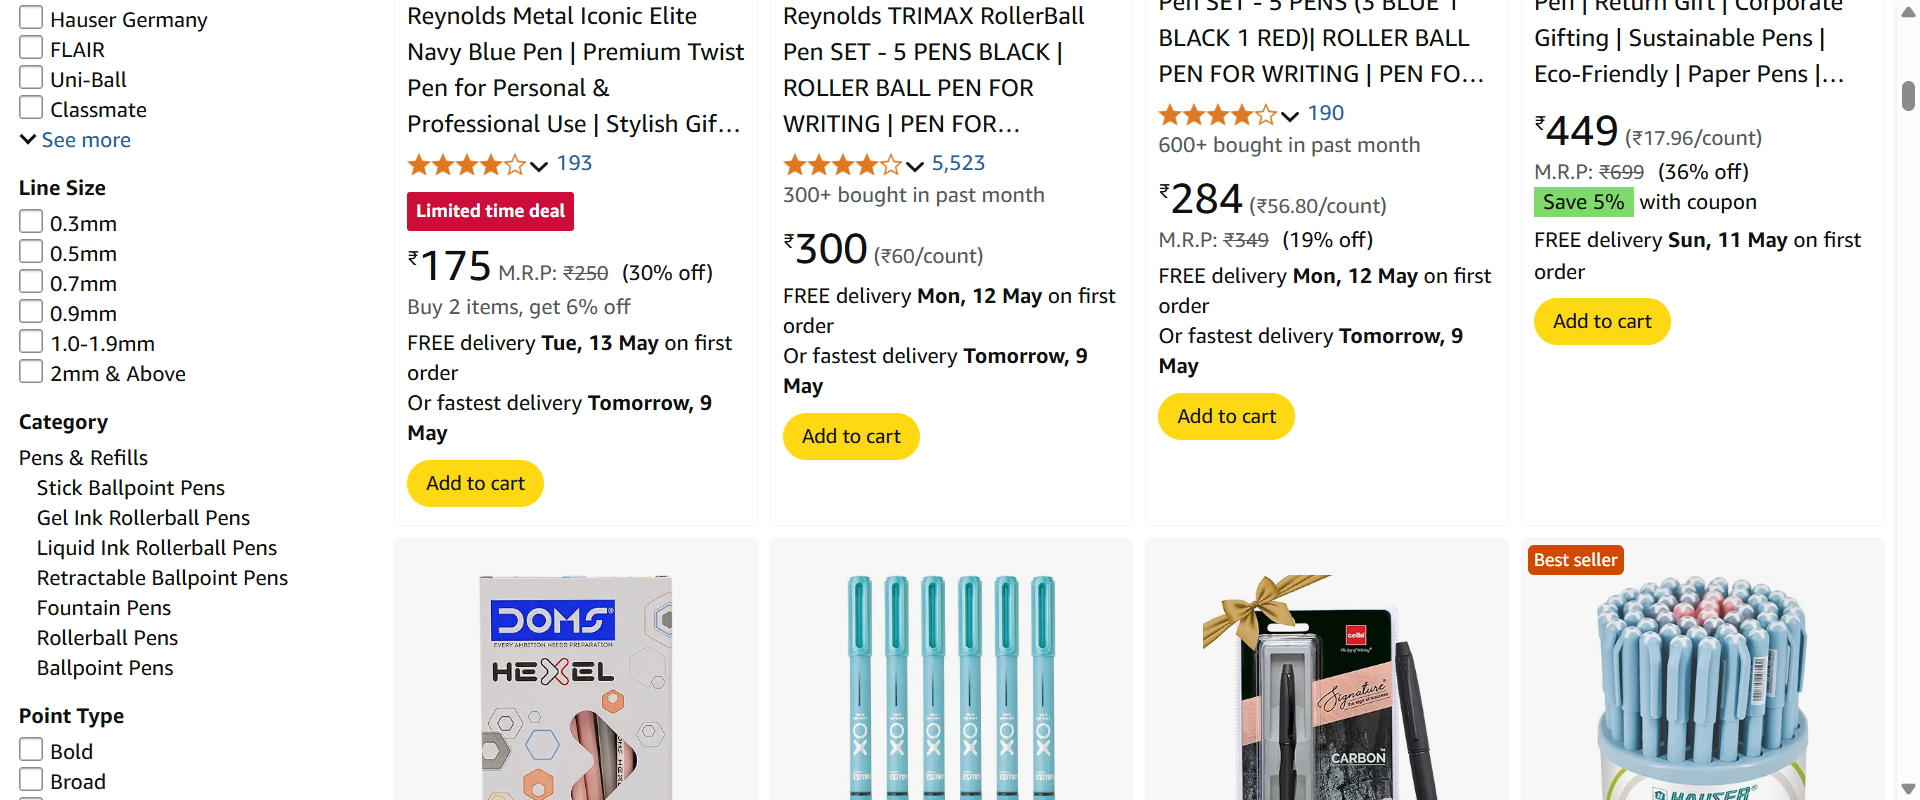 Hauser Germany
FLAIR
Uni-Ball
Classmate
See more
Line Size
0.3mm
0.5mm
0.7mm
0.9mm
1.0-1.9mm
2mm & Above
Category
Pens & Refills
Stick Ballpoint Pens
Gel Ink Rollerball Pens
Liquid Ink Rollerball Pens
Retractable Ballpoint Pens
Fountain Pens
Rollerball Pens
Ballpoint Pens
Point Type
Bold
Broad
Reynolds Metal Iconic Elite
Navy Blue Pen | Premium Twist
Pen for Personal &
Professional Use | Stylish Gif...
193
Limited time deal
₹175 M.R.P: ₹250 (30% off)
Buy 2 items, get 6% off
FREE delivery Tue, 13 May on first
order
Or fastest delivery Tomorrow, 9
May
Add to cart
Reynolds TRIMAX RollerBall
Pen SET - 5 PENS BLACK |
ROLLER BALL PEN FOR
WRITING | PEN FOR...
5,523
300+ bought in past month
₹300 (₹60/count)
FREE delivery Mon, 12 May on first
order
Or fastest delivery Tomorrow, 9
May
Add to cart
Pen SET - 5 PENS (3 BLUE 1
BLACK 1 RED)| ROLLER BALL
PEN FOR WRITING | PEN FO...
190
600+ bought in past month
₹284 (₹56.80/count)
M.R.P: ₹349 (19% off)
FREE delivery Mon, 12 May on first
order
Or fastest delivery Tomorrow, 9
May
Add to cart
Pen | Return Gift | Corporate
Gifting | Sustainable Pens |
Eco-Friendly | Paper Pens |...
₹449 (₹17.96/count)
M.R.P: ₹699 (36% off)
Save 5% with coupon
FREE delivery Sun, 11 May on first
order
Add to cart
DOMS
EVERY AMBITION NEEDS PREPARATION
HEXEL
XO
XO
XO
XO
XO
XO
cello
The Joy of Writing
Signature
CARBON
Best seller
HAUSER